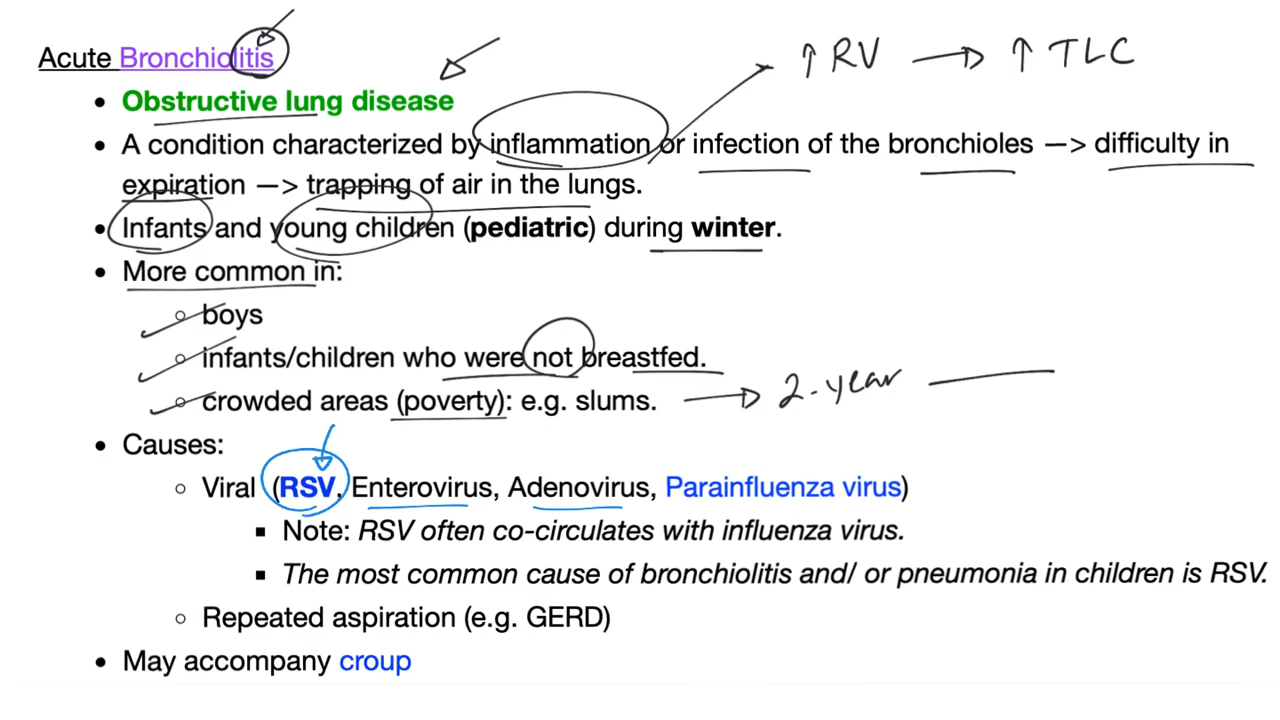 Acute Bronchiolitis
↑ RV → ↑ TLC
• Obstructive lung disease
• A condition characterized by inflammation or infection of the bronchioles —> difficulty in
expiration —> trapping of air in the lungs.
• Infants and young children (pediatric) during winter.
• More common in:
◦ boys
◦ infants/children who were not breastfed.
◦ crowded areas (poverty): e.g. slums. → 2-year
• Causes:
◦ Viral (RSV, Enterovirus, Adenovirus, Parainfluenza virus)
▪ Note: RSV often co-circulates with influenza virus.
▪ The most common cause of bronchiolitis and/ or pneumonia in children is RSV.
◦ Repeated aspiration (e.g. GERD)
• May accompany croup